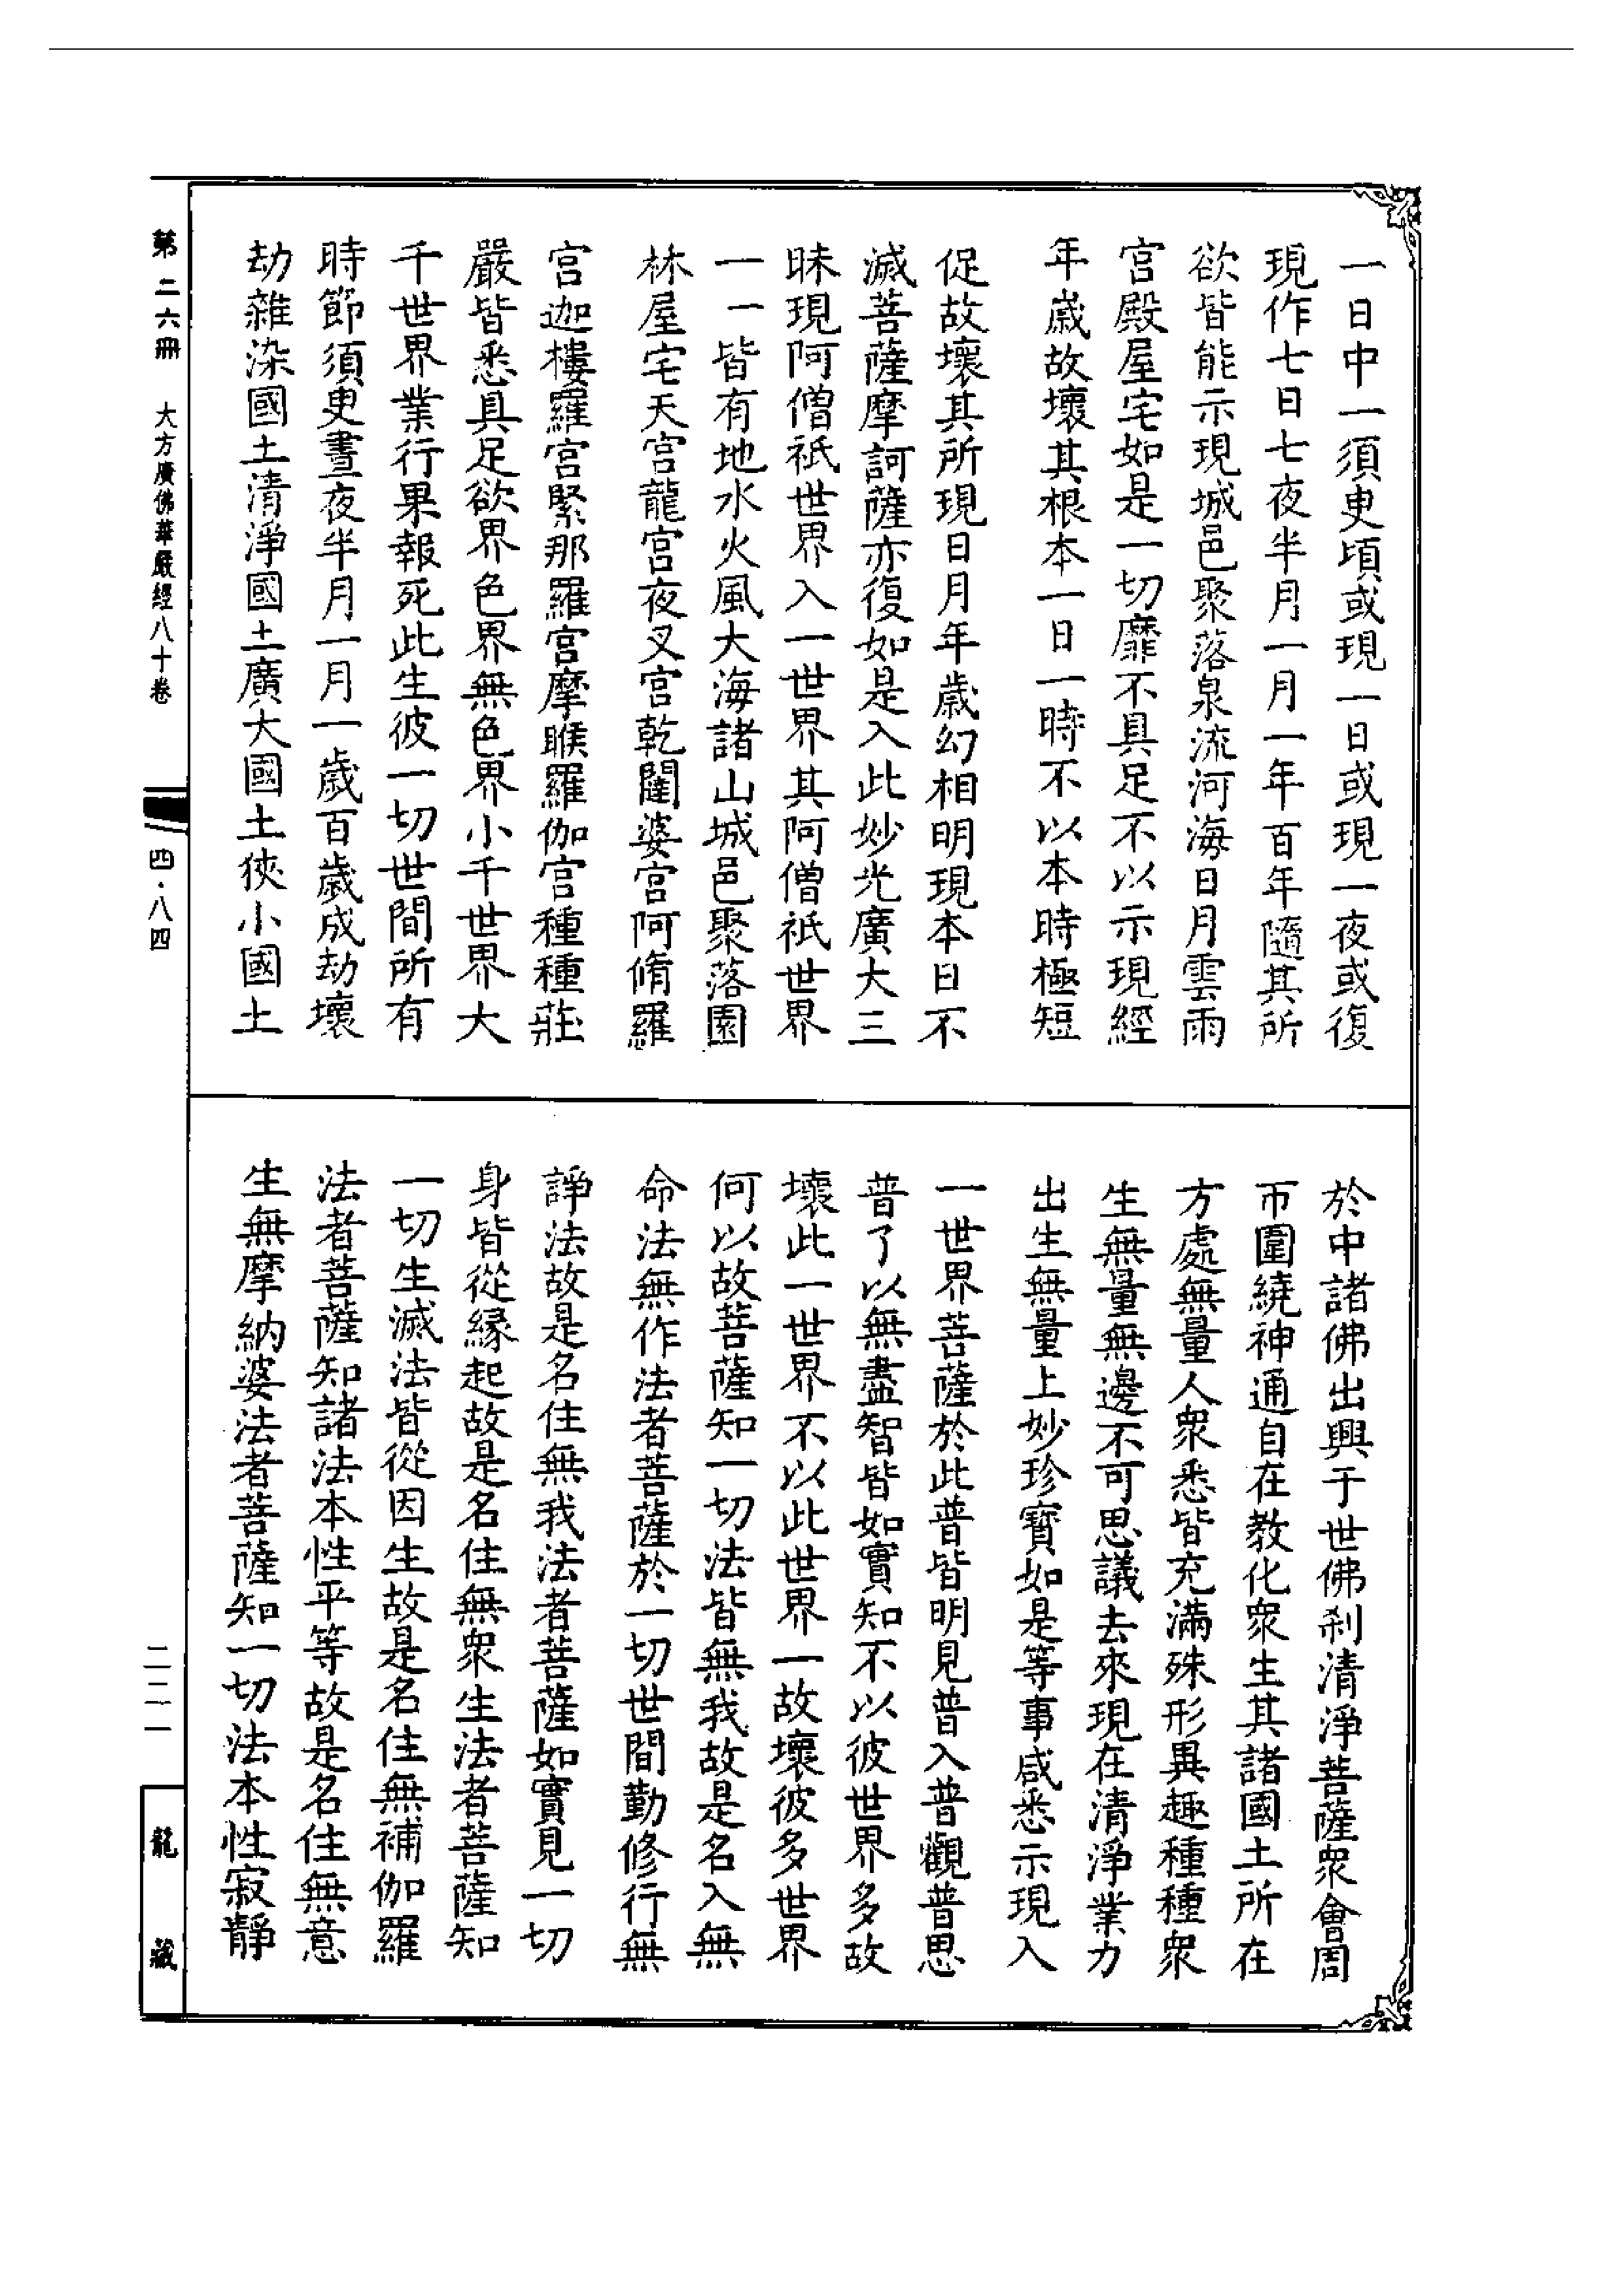 一日中一須臾頃或現一日或現一夜或復
現作七日七夜半月一月一年百年隨其所
欲皆能示現城邑聚落泉流河海日月雲雨
宮殿屋宅如是一切靡不具足不以示現經
年歲故壞其根本一日一時不以本時極短
促故壞其所現日月年歲幻相明現本日不
滅菩薩摩訶薩亦復如是入此妙光廣大三
昧現阿僧祇世界入一世界其阿僧祇世界
一一皆有地水火風大海諸山城邑聚落園
林屋宅天宮龍宮夜叉宮乾闥婆宮阿脩羅
宮迦樓羅宮緊那羅宮摩睺羅伽宮種種莊
嚴皆悉具足欲界色界無色界小千世界大
千世界業行果報死此生彼一切世間所有
時節須臾晝夜半月一月一歲百歲成劫壞
劫雜染國土清淨國土廣大國土狹小國土
於中諸佛出興于世佛剎清淨菩薩眾會周
帀圍繞神通自在教化眾生其諸國土所在
方處無量人眾悉皆充滿殊形異趣種種眾
生無量無邊不可思議去來現在清淨業力
出生無量上妙珍寶如是等事咸悉示現入
一世界菩薩於此普皆明見普入普觀普思
普了以無盡智皆如實知不以彼世界多故
壞此一世界不以此世界一故壞彼多世界
何以故菩薩知一切法皆無我故是名入無
命法無作法者菩薩於一切世間勤修行無
諍法故是名住無我法者菩薩如實見一切
身皆從緣起故是名住無眾生法者菩薩知
一切生滅法皆從因生故是名住無補伽羅
法者菩薩知諸法本性平等故是名住無意
生無摩納婆法者菩薩知一切法本性寂靜
第二六冊 大方廣佛華嚴經八十卷 四·八四
二二一
龍藏